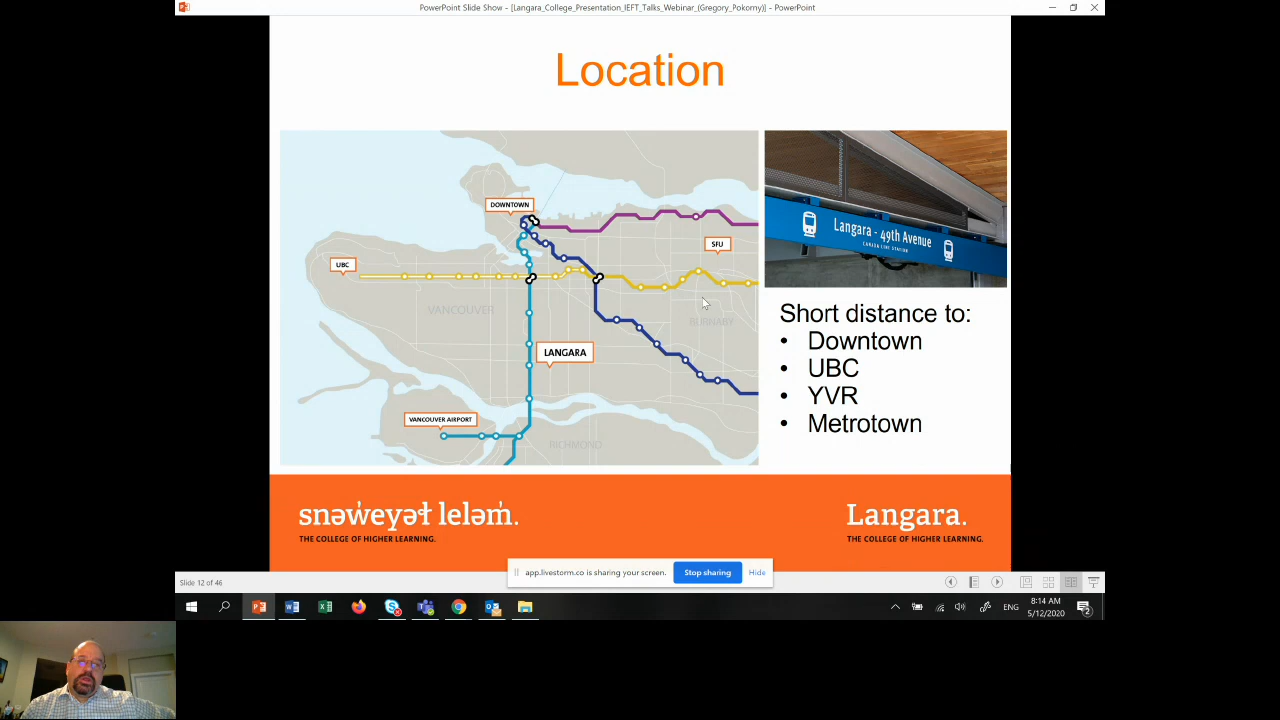 PowerPoint Slide Show - [Langara_College_Presentation_IEFT_Talks_Webinar_(Gregory_Pokorny)] - PowerPoint
Location
DOWNTOWN
SFU
UBC
VANCOUVER
BURNABY
LANGARA
VANCOUVER AIRPORT
RICHMOND
Langara - 49th Avenue
CANADA LINE STATION
Short distance to:
• Downtown
• UBC
• YVR
• Metrotown
snəw̓eyəɬ leləm̓.
THE COLLEGE OF HIGHER LEARNING.
Langara.
THE COLLEGE OF HIGHER LEARNING.
app.livestorm.co is sharing your screen.
Stop sharing
Hide
Slide 12 of 46
ENG
8:14 AM
5/12/2020
2